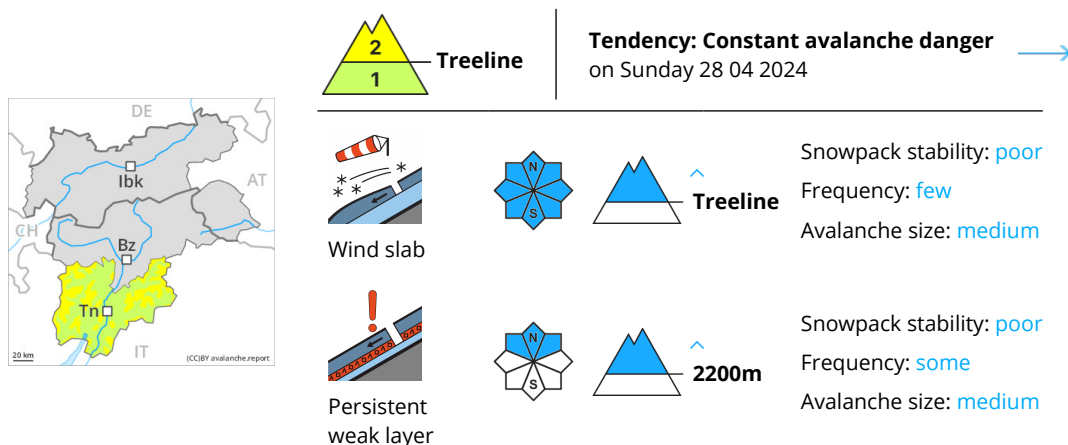 2
1
Treeline
Tendency: Constant avalanche danger
on Sunday 28 04 2024
DE
AT
CH
IT
Ibk
Bz
Tn
20 km
(CC)BY avalanche.report
Wind slab
N
S
Treeline
Snowpack stability: poor
Frequency: few
Avalanche size: medium
Persistent
weak layer
N
S
2200m
Snowpack stability: poor
Frequency: some
Avalanche size: medium